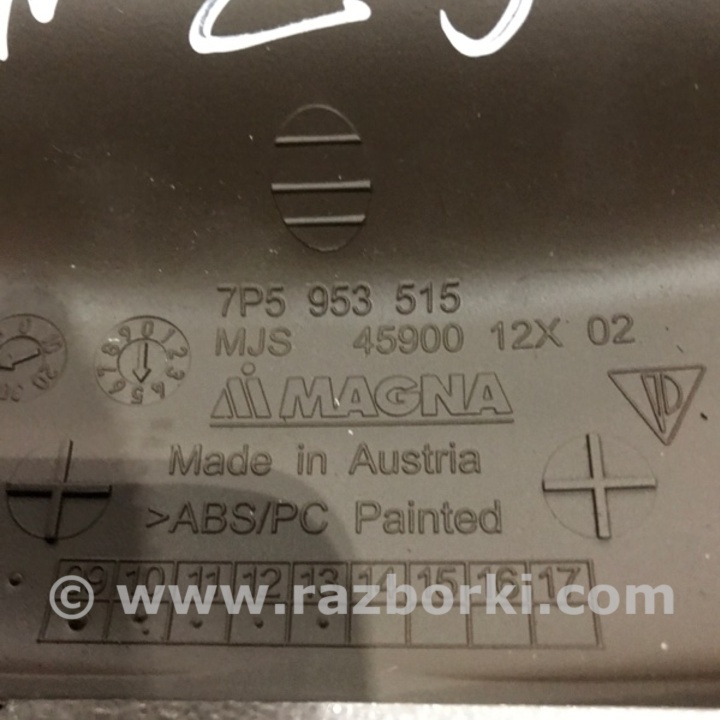 7P5 953 515
MJS 45900 12X 02
MAGNA
Made in Austria
>ABS/PC Painted
09 10 11 12 13 14 15 16 17
© www.razborki.com